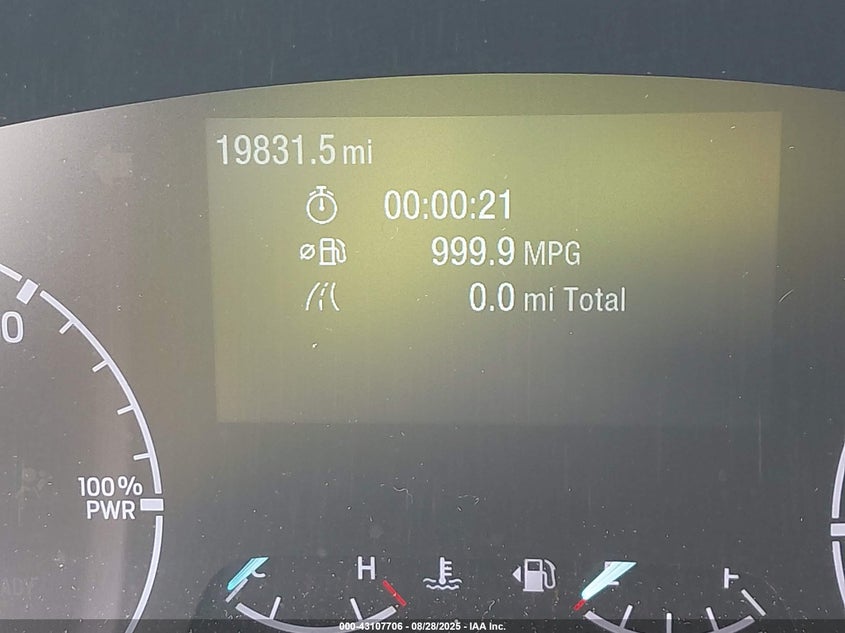 19831.5 mi
00:00:21
999.9 MPG
0.0 mi Total
0
100%
PWR
H
000-43107706 - 08/28/2025 - IAA Inc.